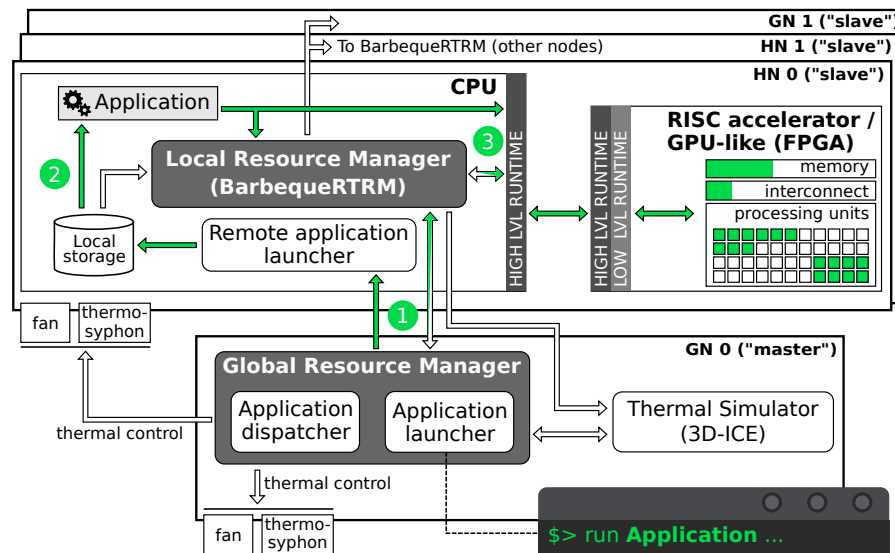 GN 1 ("slave")
To BarbequeRTRM (other nodes)
HN 1 ("slave")
HN 0 ("slave")
CPU
Application
RISC accelerator /
GPU-like (FPGA)
3
Local Resource Manager
(BarbequeRTRM)
2
memory
interconnect
processing units
HIGH LVL RUNTIME
HIGH LVL RUNTIME
LOW LVL RUNTIME
Local
storage
Remote application
launcher
1
fan
thermo-
syphon
GN 0 ("master")
Global Resource Manager
Application
dispatcher
Application
launcher
Thermal Simulator
(3D-ICE)
thermal control
thermal control
fan
thermo-
syphon
$> run Application ...